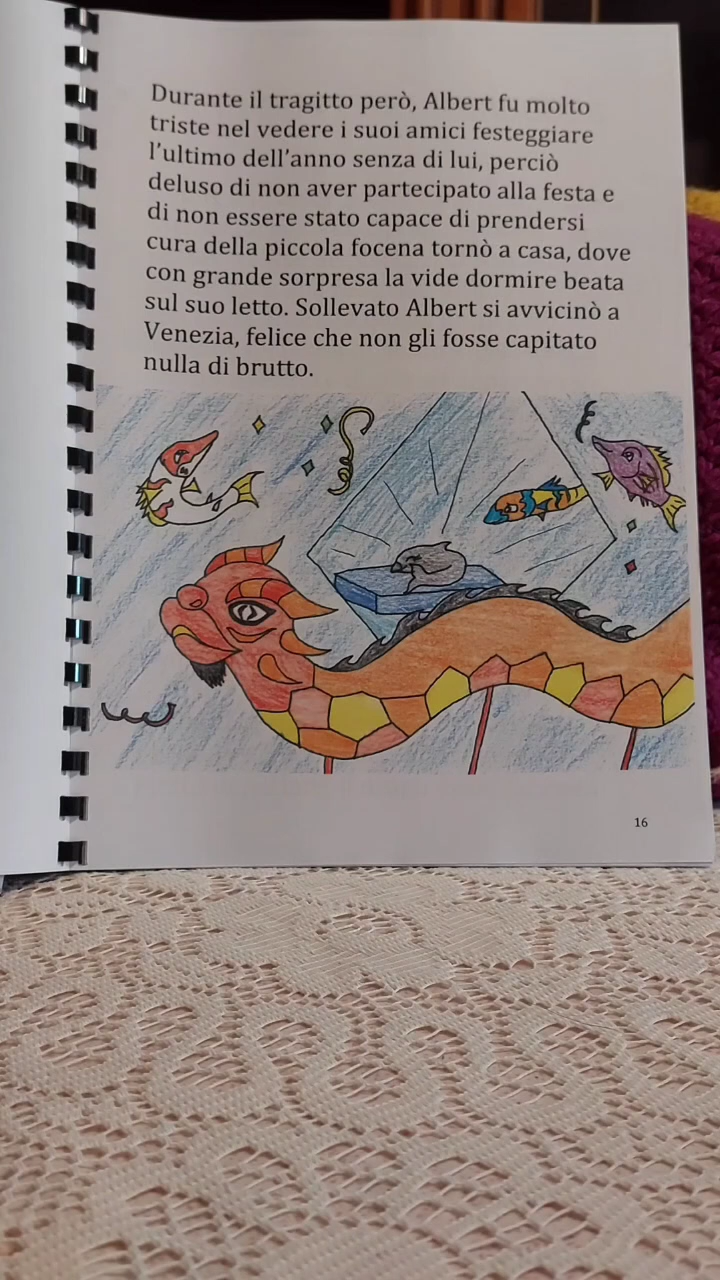 Durante il tragitto però, Albert fu molto
triste nel vedere i suoi amici festeggiare
l'ultimo dell'anno senza di lui, perciò
deluso di non aver partecipato alla festa e
di non essere stato capace di prendersi
cura della piccola focena tornò a casa, dove
con grande sorpresa la vide dormire beata
sul suo letto. Sollevato Albert si avvicinò a
Venezia, felice che non gli fosse capitato
nulla di brutto.
16